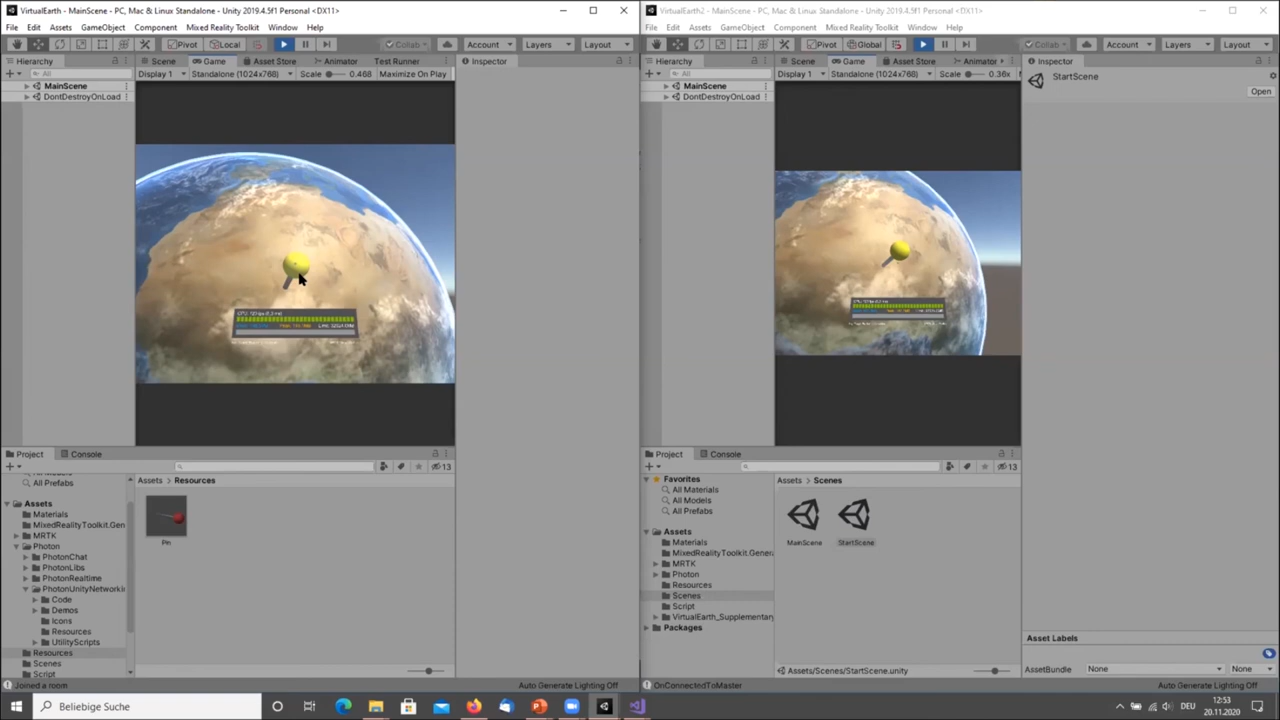 VirtualEarth - MainScene - PC, Mac & Linux Standalone - Unity 2019.4.5f1 Personal <DX11>
File Edit Assets GameObject Component Mixed Reality Toolkit Window Help
Pivot Local Collab Account Layers Layout
Hierarchy
All
MainScene
DontDestroyOnLoad
Scene Game Asset Store Animator Test Runner
Display 1 Standalone (1024x768) Scale 0.468 Maximize On Play
Inspector
Project Console
13
All Prefabs
Assets
Materials
MixedRealityToolkit.Gen
MRTK
Photon
PhotonChat
PhotonLibs
PhotonRealtime
PhotonUnityNetworki
Code
Demos
Icons
Resources
UtilityScripts
Resources
Scenes
Script
Assets Resources
Pin
Joined a room
Auto Generate Lighting Off
VirtualEarth2 - MainScene - PC, Mac & Linux Standalone - Unity 2019.4.5f1 Personal <DX11>
File Edit Assets GameObject Component Mixed Reality Toolkit Window Help
Pivot Global Collab Account Layers Layout
Hierarchy
All
MainScene
DontDestroyOnLoad
Scene Game Asset Store Animator
Display 1 Standalone (1024x768) Scale 0.36x
Inspector
StartScene
Open
Project Console
13
Favorites
All Materials
All Models
All Prefabs
Assets
Materials
MixedRealityToolkit.Genera
MRTK
Photon
Resources
Scenes
Script
VirtualEarth_Supplementary
Packages
Assets Scenes
MainScene
StartScene
Assets/Scenes/StartScene.unity
Asset Labels
AssetBundle None None
OnConnectedToMaster
Auto Generate Lighting Off
Beliebige Suche
DEU
12:53
20.11.2020